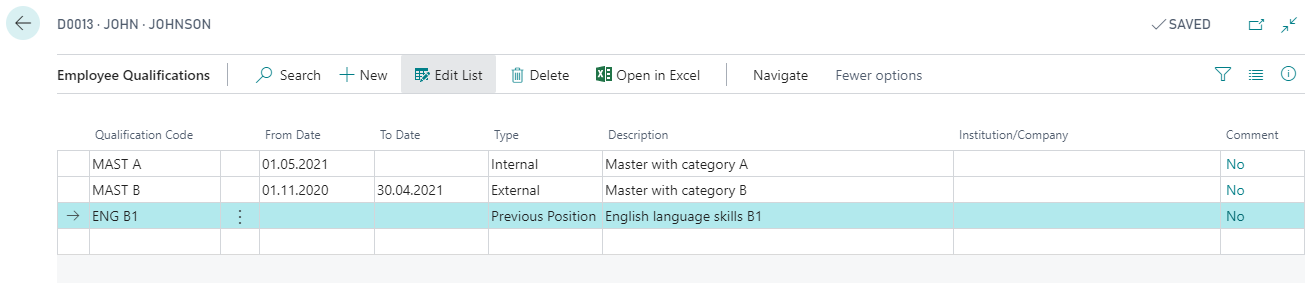 D0013 · JOHN · JOHNSON SAVED
Employee Qualifications Search New Edit List Delete Open in Excel Navigate Fewer options
Qualification Code From Date To Date Type Description Institution/Company Comment
MAST A 01.05.2021 Internal Master with category A No
MAST B 01.11.2020 30.04.2021 External Master with category B No
ENG B1 Previous Position English language skills B1 No